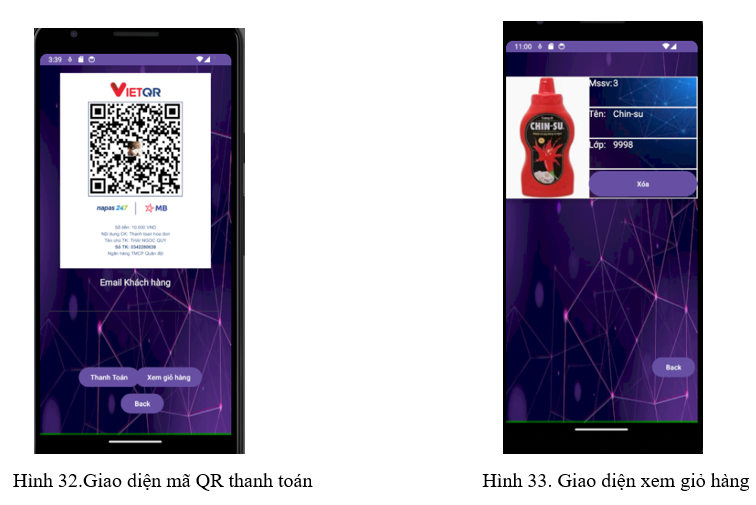 3:39
VIETQR
napas 247
MB
Số tiền: 10.000 VND
Nội dung CK: Thanh toan hoa don
Tên chủ TK: THAI NGOC QUY
Số TK: 0342280838
Ngân hàng TMCP Quân đội
Email Khách hàng
Thanh Toán
Xem giỏ hàng
Back
Hình 32.Giao diện mã QR thanh toán
11:00
CHIN-SU
Mssv:3
Tên: Chin-su
Lớp: 9998
Xóa
Back
Hình 33. Giao diện xem giỏ hàng